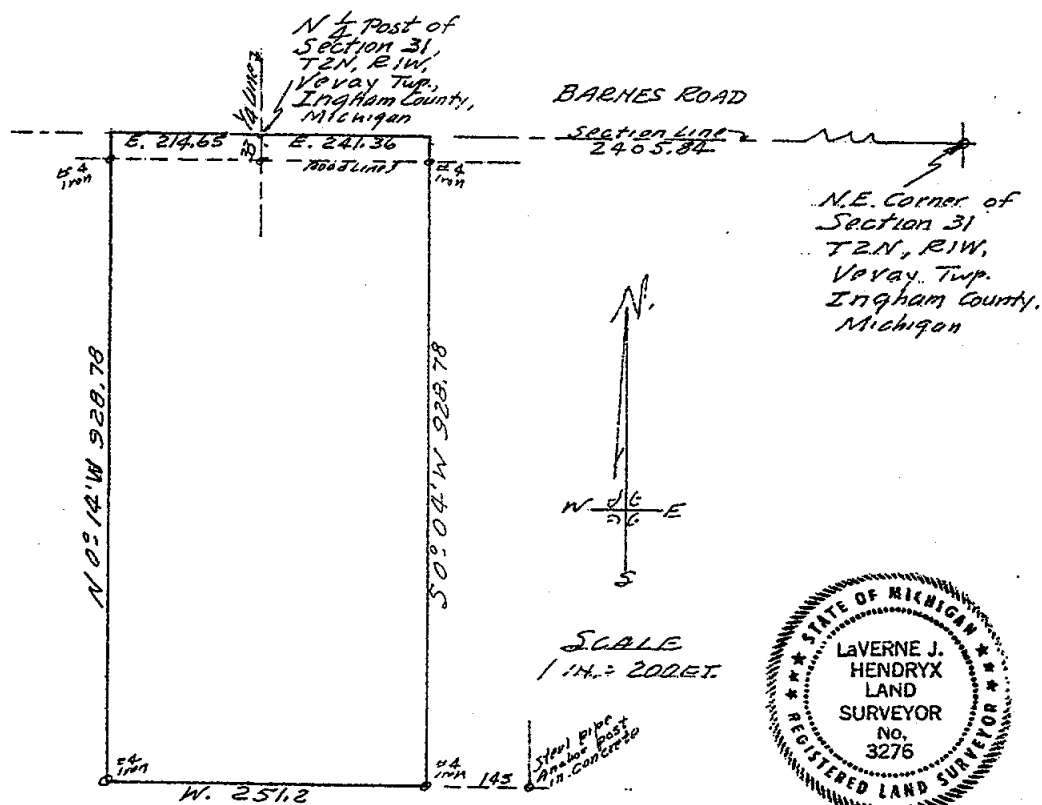 N 1/4 Post of
Section 31,
T2N, R1W,
Vevay Twp.,
Ingham County,
Michigan
1/4 Line
BARNES ROAD
Section Line
2405.84
E. 214.65
33
E. 241.36
Road Line
#4
iron
#4
iron
N.E. Corner of
Section 31
T2N, R1W,
Vevay Twp.
Ingham County,
Michigan
N.
W
E
S
N 0° 14' W 928.78
S 0° 04' W 928.78
SCALE
1 IN. = 200 FT.
STATE OF MICHIGAN
LaVERNE J.
HENDRYX
LAND
SURVEYOR
No.
3276
REGISTERED LAND SURVEYOR
#4
iron
#4
iron
W. 251.2
145
Steel pipe
Anchor post
in concrete